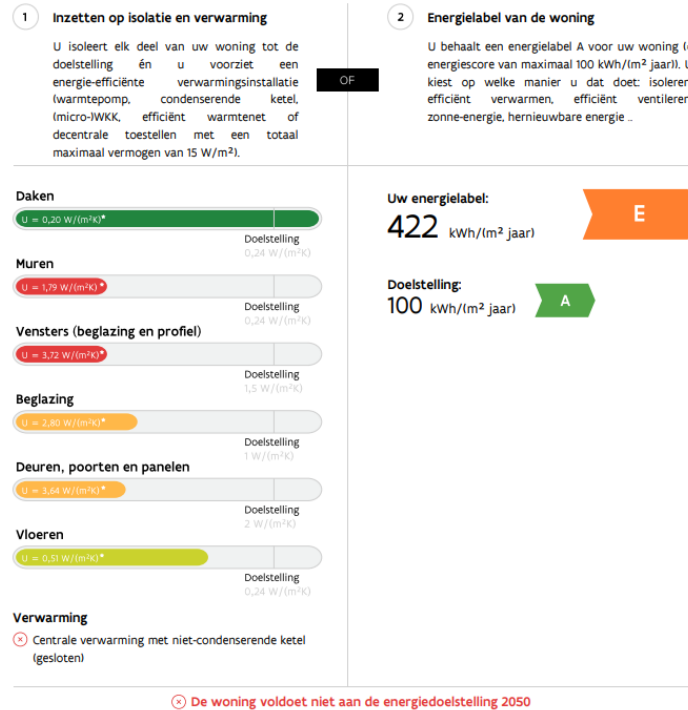 1 Inzetten op isolatie en verwarming
U isoleert elk deel van uw woning tot de
doelstelling én u voorziet een
energie-efficiënte verwarmingsinstallatie
(warmtepomp, condenserende ketel,
(micro-)WKK, efficiënt warmtenet of
decentrale toestellen met een totaal
maximaal vermogen van 15 W/m²).
OF
2 Energielabel van de woning
U behaalt een energielabel A voor uw woning (
energiescore van maximaal 100 kWh/(m² jaar)). U
kiest op welke manier u dat doet: isoleren
efficiënt verwarmen, efficiënt ventileren
zonne-energie, hernieuwbare energie ..
Daken
U = 0,20 W/(m²K)*
Doelstelling
0,24 W/(m²K)
Muren
U = 1,79 W/(m²K)*
Doelstelling
0,24 W/(m²K)
Vensters (beglazing en profiel)
U = 3,72 W/(m²K)*
Doelstelling
1,5 W/(m²K)
Beglazing
U = 2,80 W/(m²K)*
Doelstelling
1 W/(m²K)
Deuren, poorten en panelen
U = 3,64 W/(m²K)*
Doelstelling
2 W/(m²K)
Vloeren
U = 0,51 W/(m²K)*
Doelstelling
0,24 W/(m²K)
Verwarming
Centrale verwarming met niet-condenserende ketel
(gesloten)
Uw energielabel:
422 kWh/(m² jaar)
E
Doelstelling:
100 kWh/(m² jaar)
A
De woning voldoet niet aan de energiedoelstelling 2050